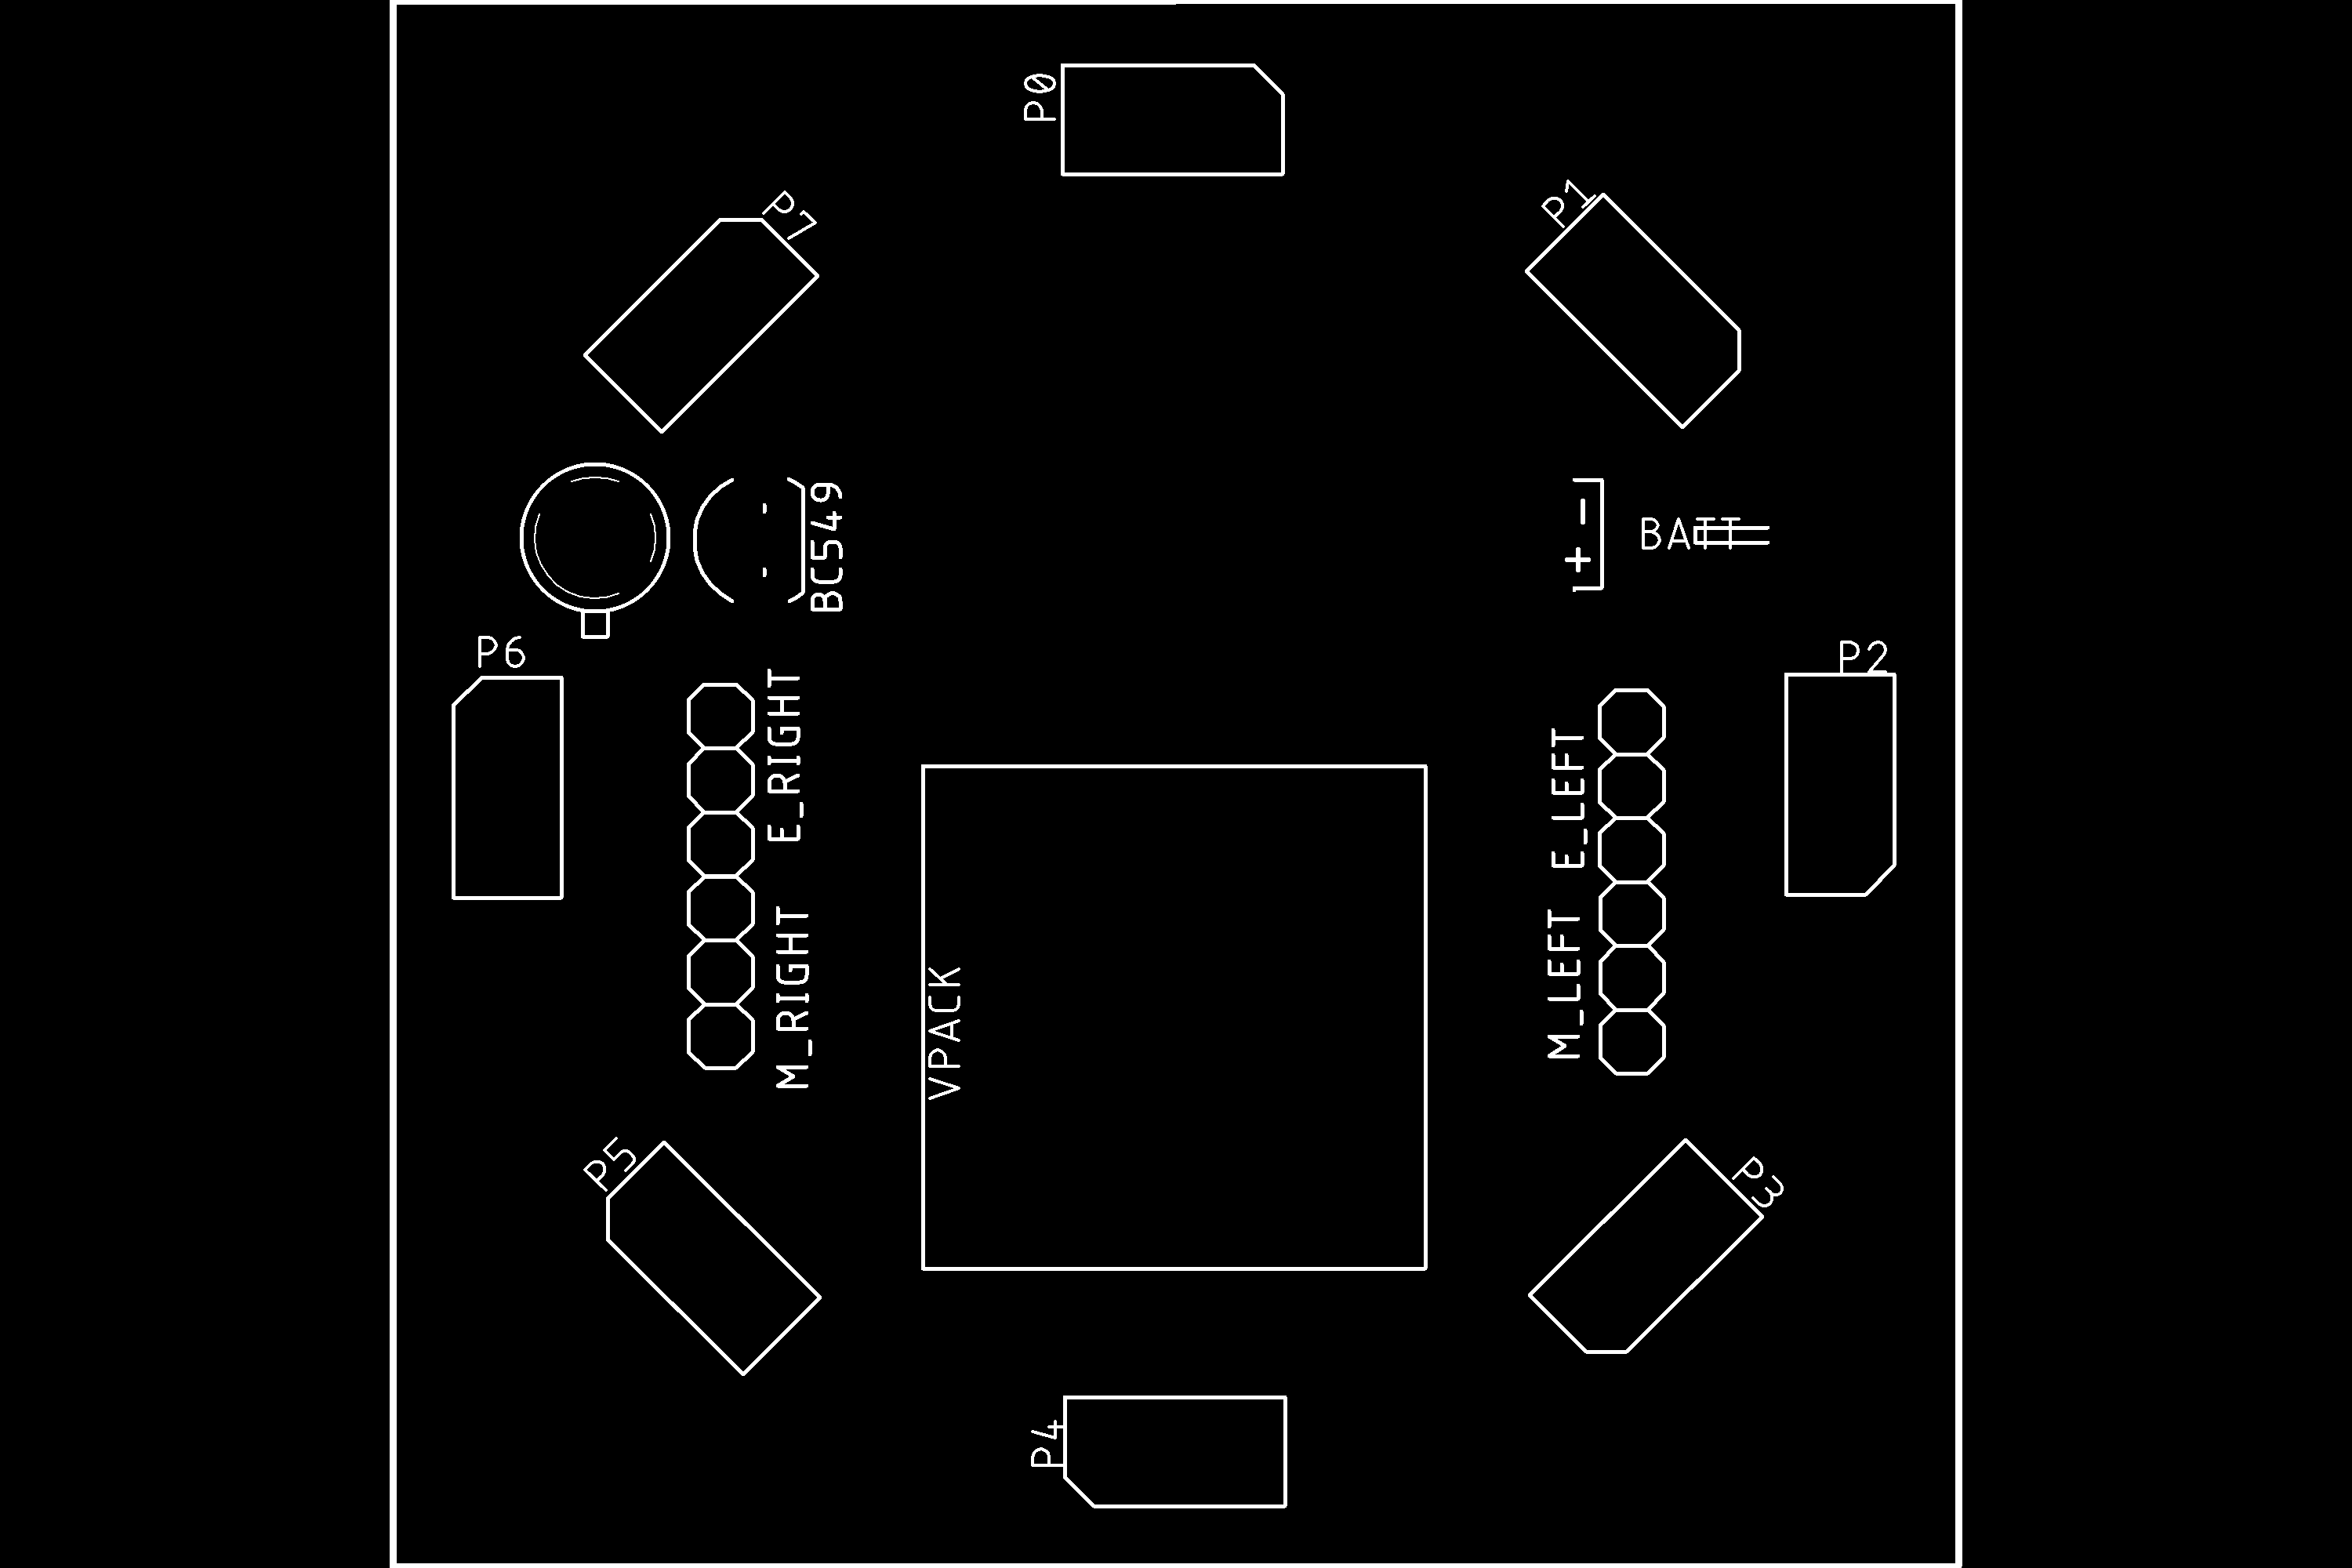 P0
P7
P1
BC549
- +
BATT
P6
P2
E_RIGHT
E_LEFT
M_RIGHT
M_LEFT
VPACK
P5
P3
P4